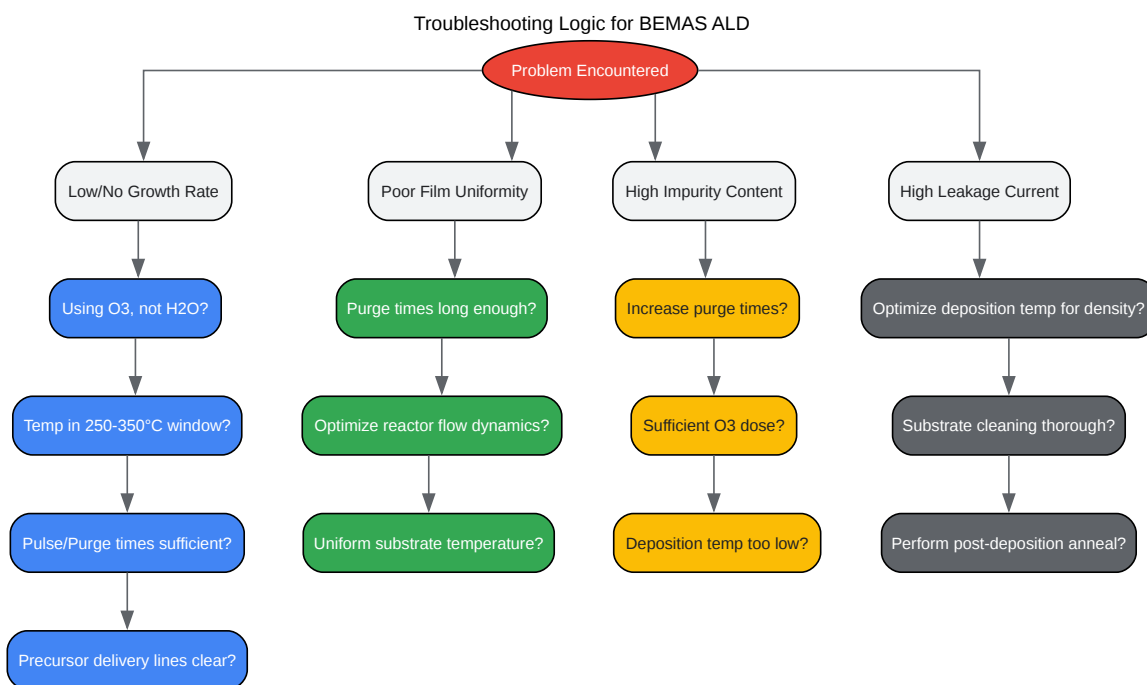 Troubleshooting Logic for BEMAS ALD
Problem Encountered
Low/No Growth Rate
Poor Film Uniformity
High Impurity Content
High Leakage Current
Using O3, not H2O?
Purge times long enough?
Increase purge times?
Optimize deposition temp for density?
Temp in 250-350°C window?
Optimize reactor flow dynamics?
Sufficient O3 dose?
Substrate cleaning thorough?
Pulse/Purge times sufficient?
Uniform substrate temperature?
Deposition temp too low?
Perform post-deposition anneal?
Precursor delivery lines clear?